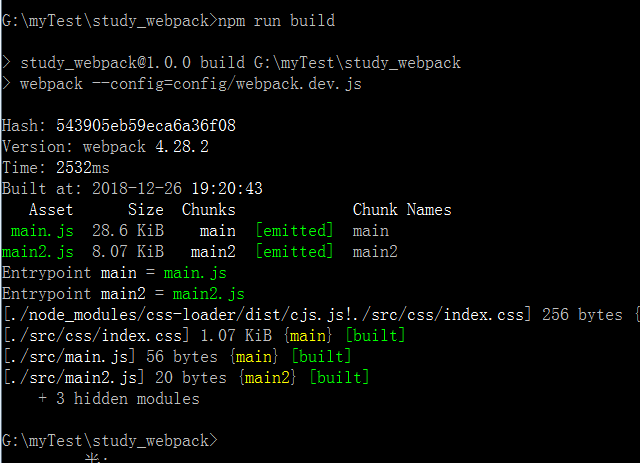 G:\myTest\study_webpack>npm run build
> study_webpack@1.0.0 build G:\myTest\study_webpack
> webpack --config=config/webpack.dev.js
Hash: 543905eb59eca6a36f08
Version: webpack 4.28.2
Time: 2532ms
Built at: 2018-12-26 19:20:43
Asset Size Chunks Chunk Names
main.js 28.6 KiB main [emitted] main
main2.js 8.07 KiB main2 [emitted] main2
Entrypoint main = main.js
Entrypoint main2 = main2.js
[./node_modules/css-loader/dist/cjs.js!./src/css/index.css] 256 bytes {
[./src/css/index.css] 1.07 KiB {main} [built]
[./src/main.js] 56 bytes {main} [built]
[./src/main2.js] 20 bytes {main2} [built]
+ 3 hidden modules
G:\myTest\study_webpack>